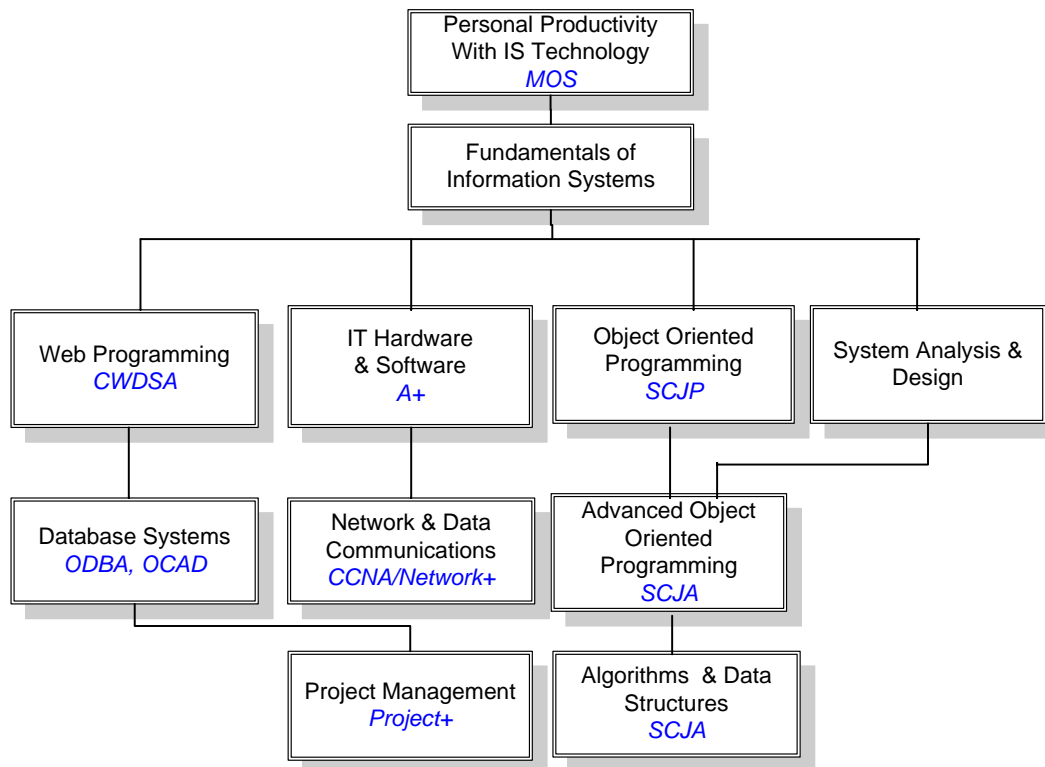 Personal Productivity
With IS Technology
MOS
Fundamentals of
Information Systems
Web Programming
CWDSA
IT Hardware
& Software
A+
Object Oriented
Programming
SCJP
System Analysis &
Design
Database Systems
ODBA, OCAD
Network & Data
Communications
CCNA/Network+
Advanced Object
Oriented
Programming
SCJA
Project Management
Project+
Algorithms & Data
Structures
SCJA